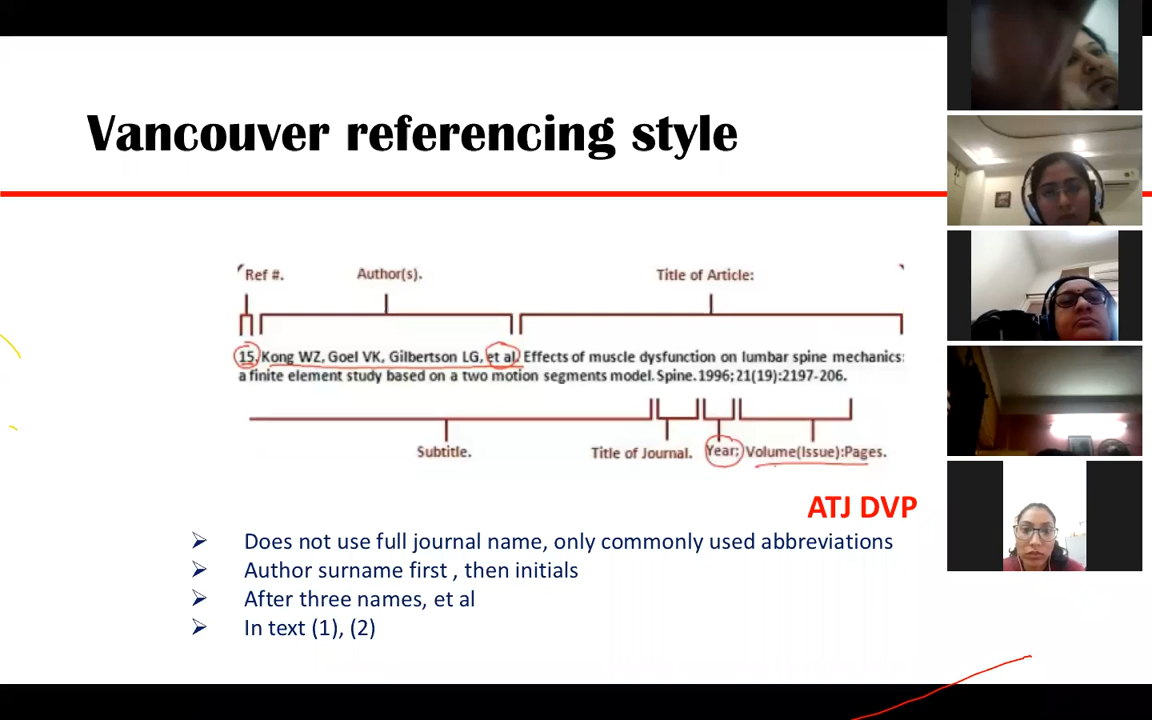 Vancouver referencing style
Ref #. Author(s). Title of Article:
15. Kong WZ, Goel VK, Gilbertson LG, et al. Effects of muscle dysfunction on lumbar spine mechanics:
a finite element study based on a two motion segments model. Spine. 1996; 21(19):2197-206.
Subtitle. Title of Journal. Year; Volume(Issue):Pages.
ATJ DVP
Does not use full journal name, only commonly used abbreviations
Author surname first , then initials
After three names, et al
In text (1), (2)